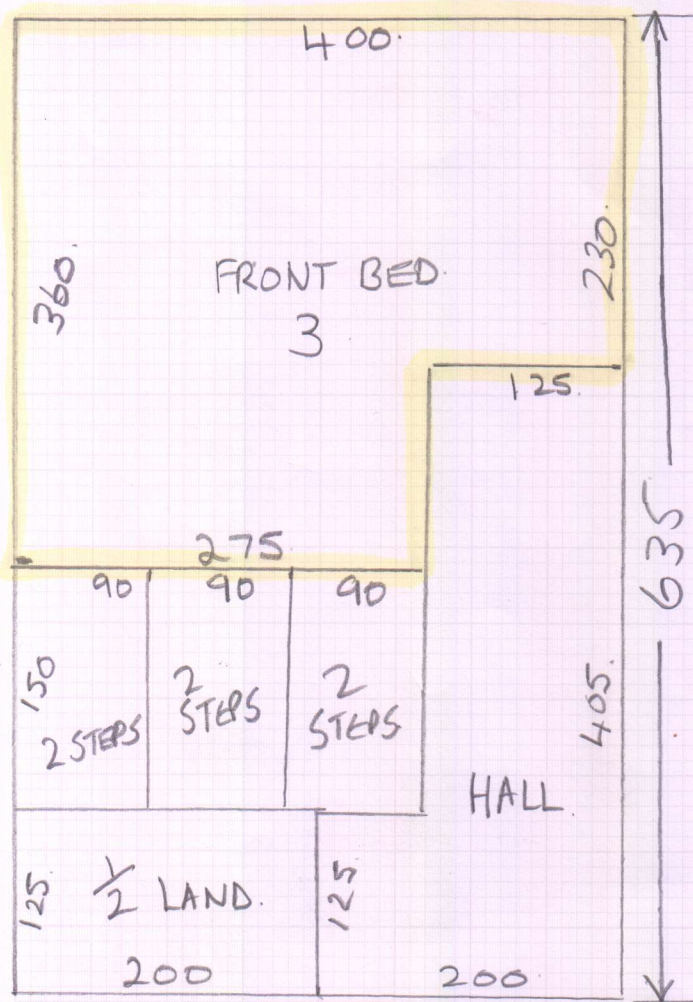 400.
360.
FRONT BED
3
230.
125.
275
90 90 90
635
150
2 STEPS
2
STEPS
2
STEPS
405.
HALL
125.
1/2 LAND.
125.
200
200